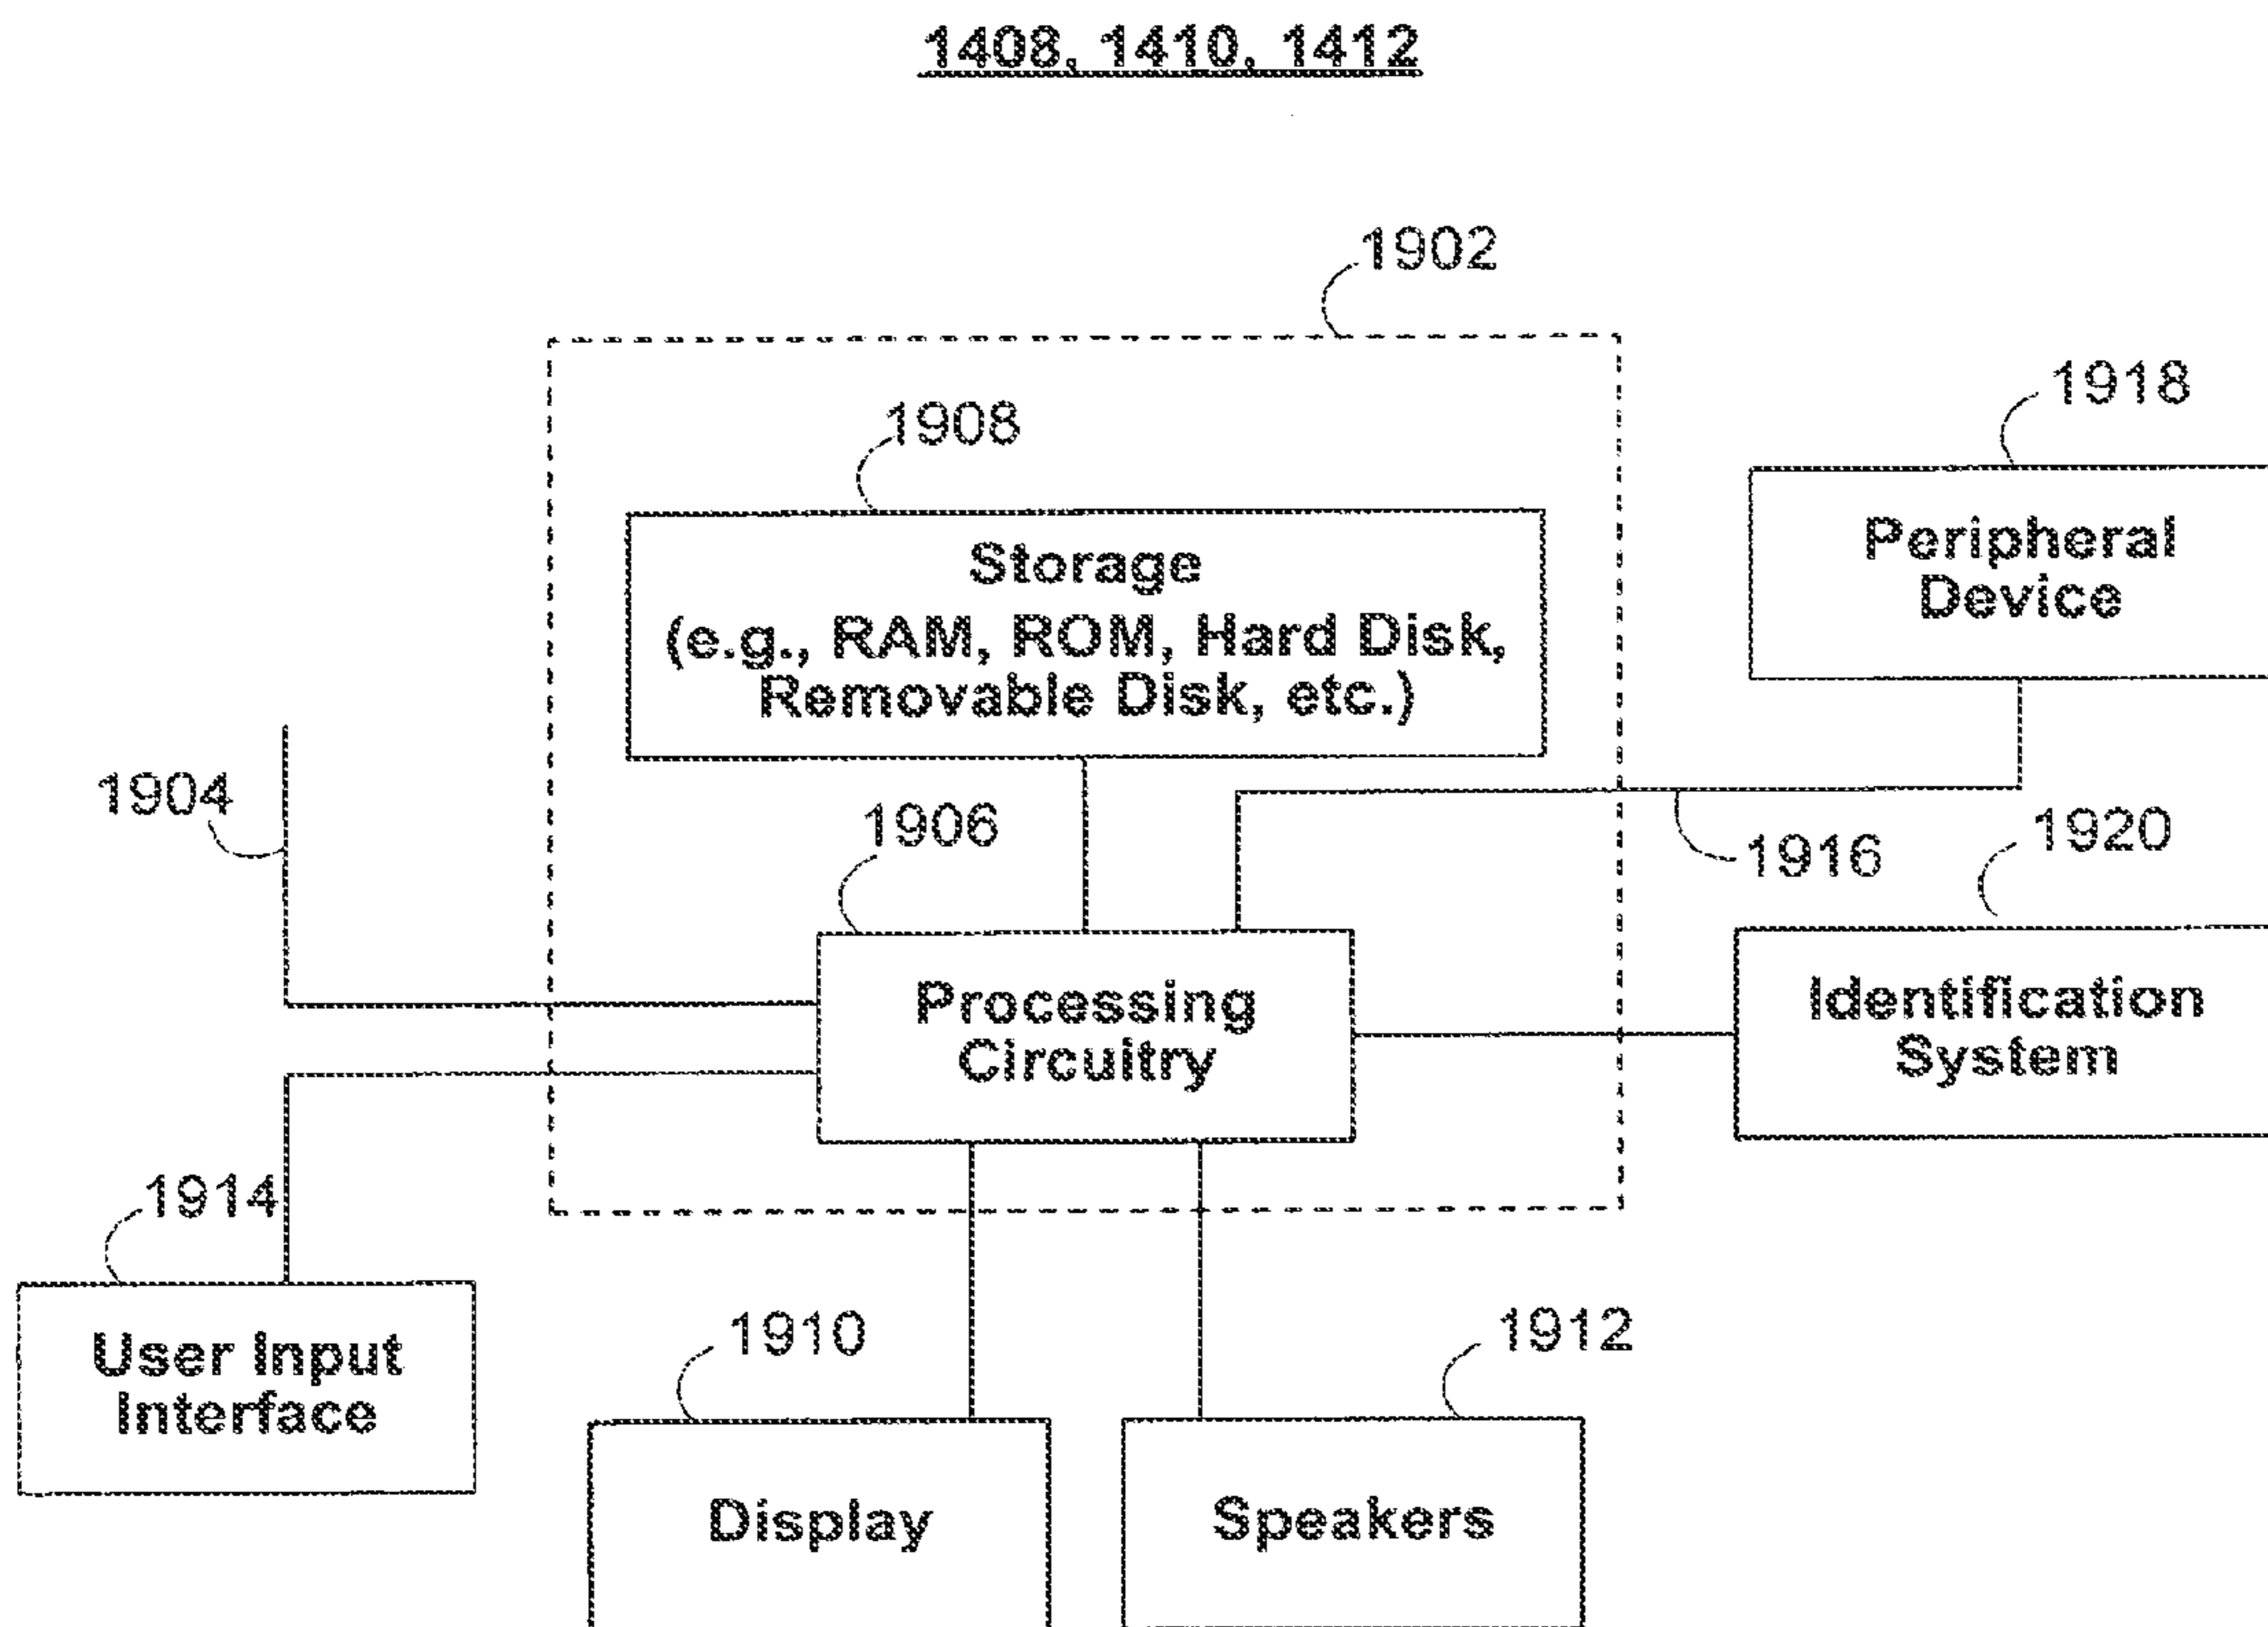 1408, 1410, 1412
1902
1918
1908
Peripheral
Device
Storage
(e.g., RAM, ROM, Hard Disk,
Removable Disk, etc.)
1904
1906
1916
1920
Processing
Circuitry
Identification
System
1914
User Input
Interface
1910
1912
Display
Speakers